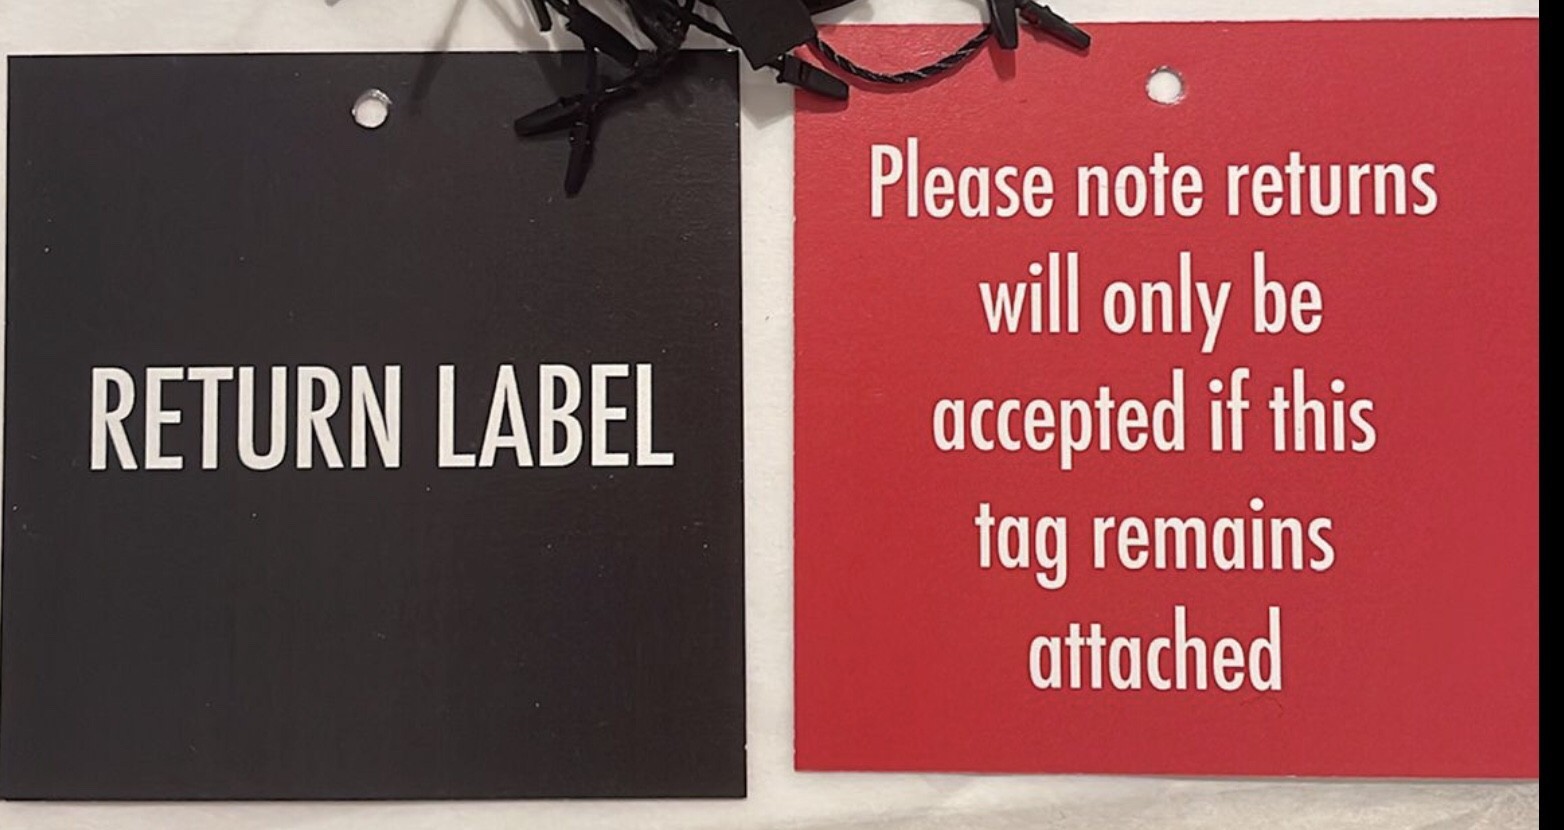 RETURN LABEL
Please note returns
will only be
accepted if this
tag remains
attached